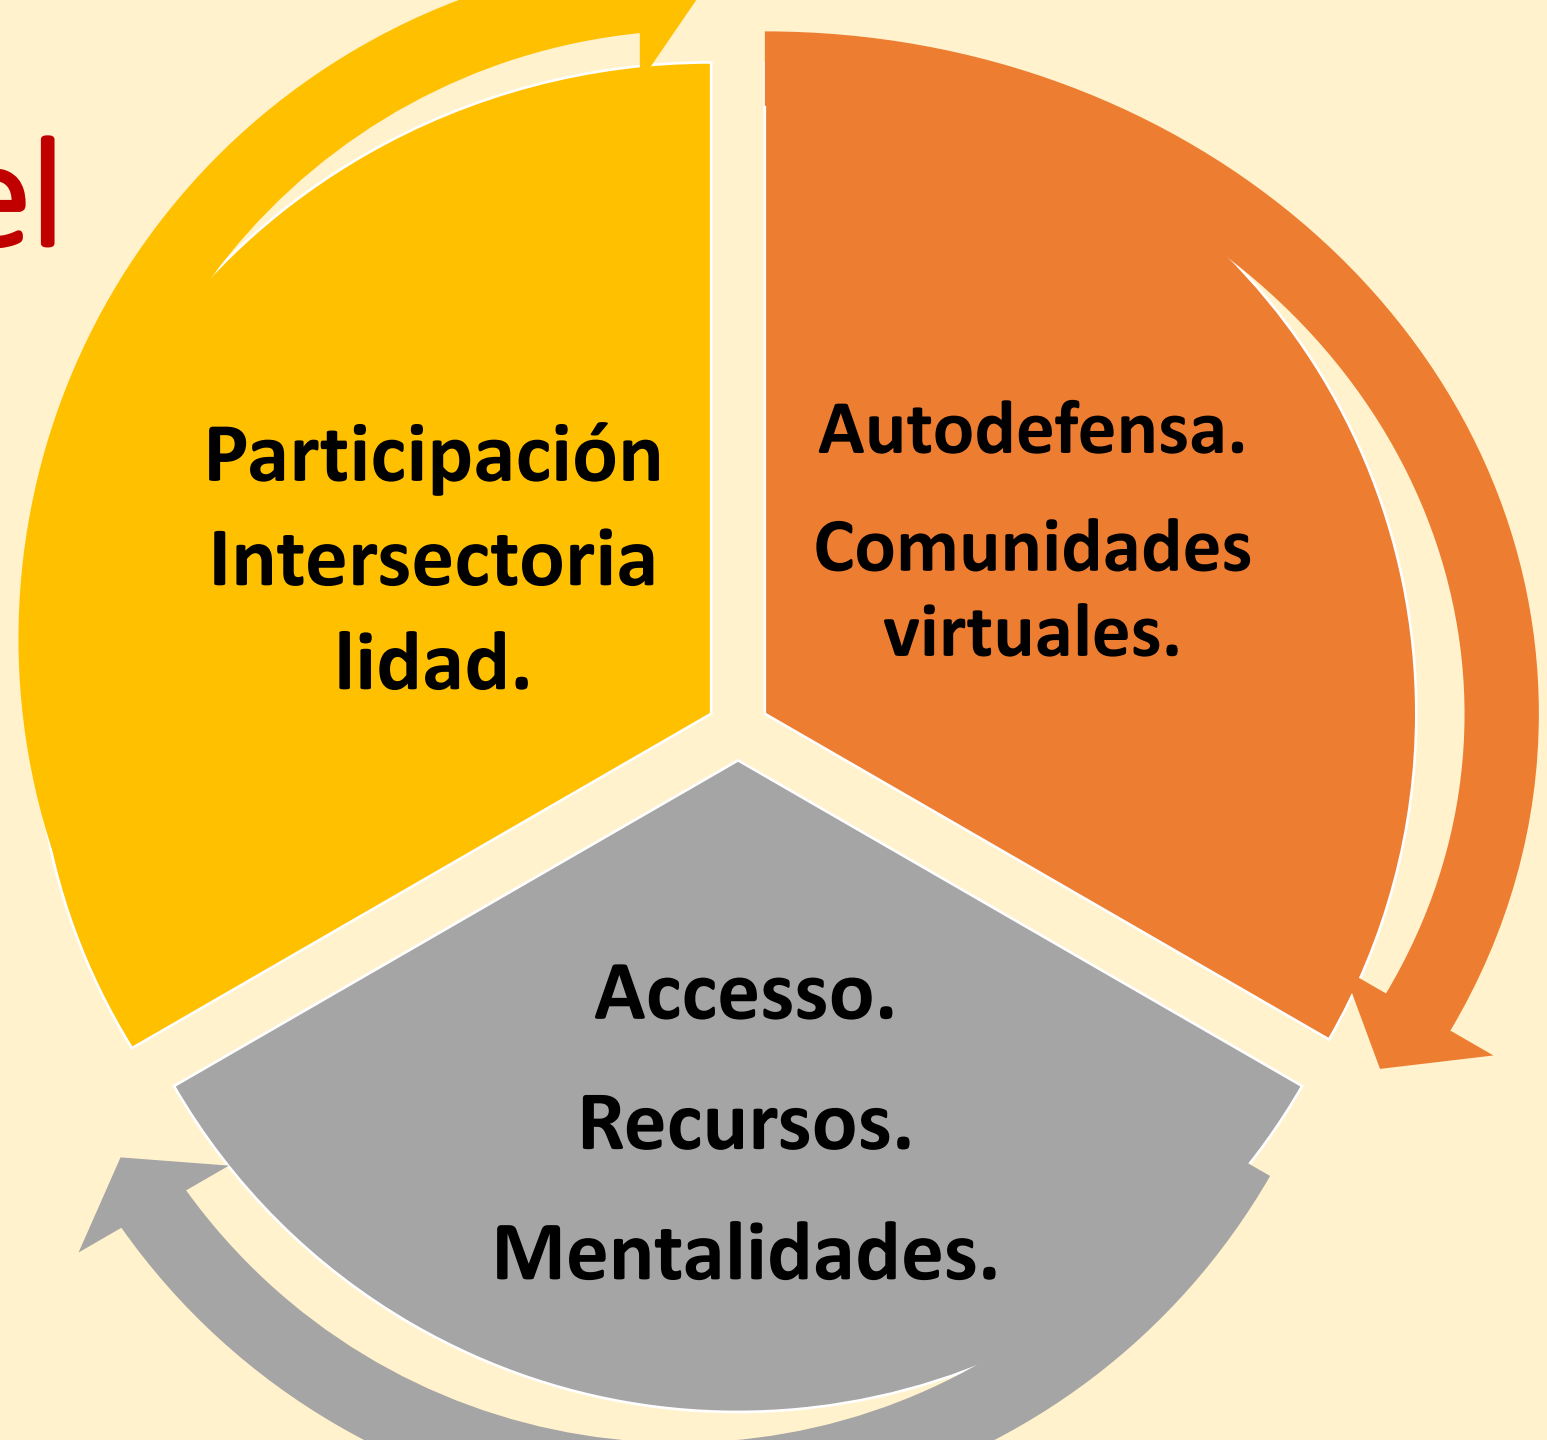 el
Participación
Intersectoria
lidad.
Autodefensa.
Comunidades
virtuales.
Accesso.
Recursos.
Mentalidades.